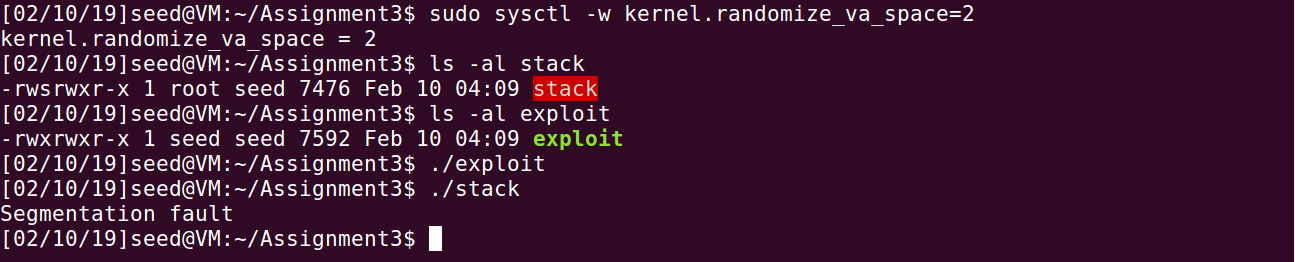 [02/10/19]seed@VM:~/Assignment3$ sudo sysctl -w kernel.randomize_va_space=2
kernel.randomize_va_space = 2
[02/10/19]seed@VM:~/Assignment3$ ls -al stack
-rwsrwxr-x 1 root seed 7476 Feb 10 04:09 stack
[02/10/19]seed@VM:~/Assignment3$ ls -al exploit
-rwxrwxr-x 1 seed seed 7592 Feb 10 04:09 exploit
[02/10/19]seed@VM:~/Assignment3$ ./exploit
[02/10/19]seed@VM:~/Assignment3$ ./stack
Segmentation fault
[02/10/19]seed@VM:~/Assignment3$